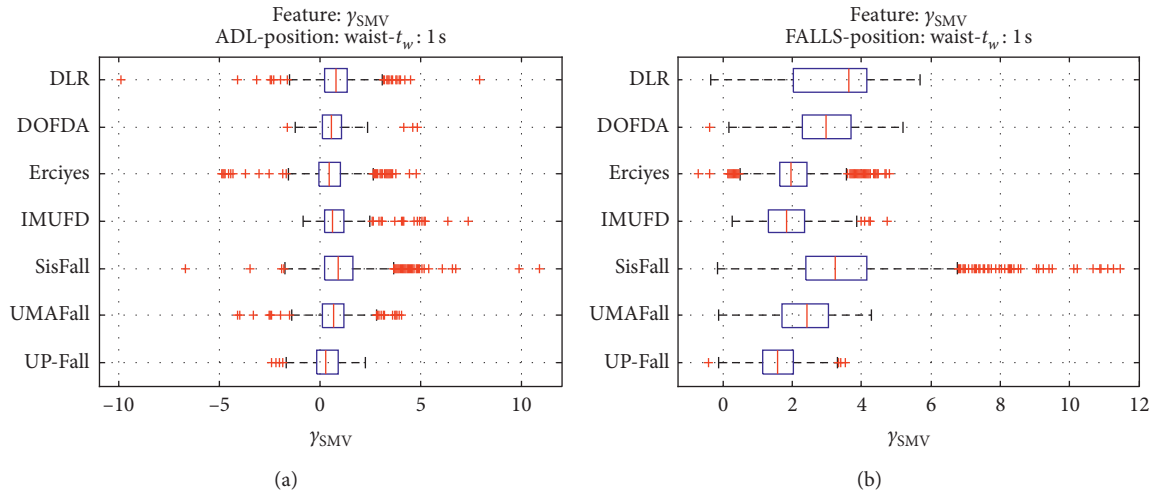 Feature: γSMV
ADL-position: waist-tw: 1 s
DLR
DOFDA
Erciyes
IMUFD
SisFall
UMAFall
UP-Fall
−10 −5 0 5 10
γSMV
(a)
Feature: γSMV
FALLS-position: waist-tw: 1 s
DLR
DOFDA
Erciyes
IMUFD
SisFall
UMAFall
UP-Fall
0 2 4 6 8 10 12
γSMV
(b)